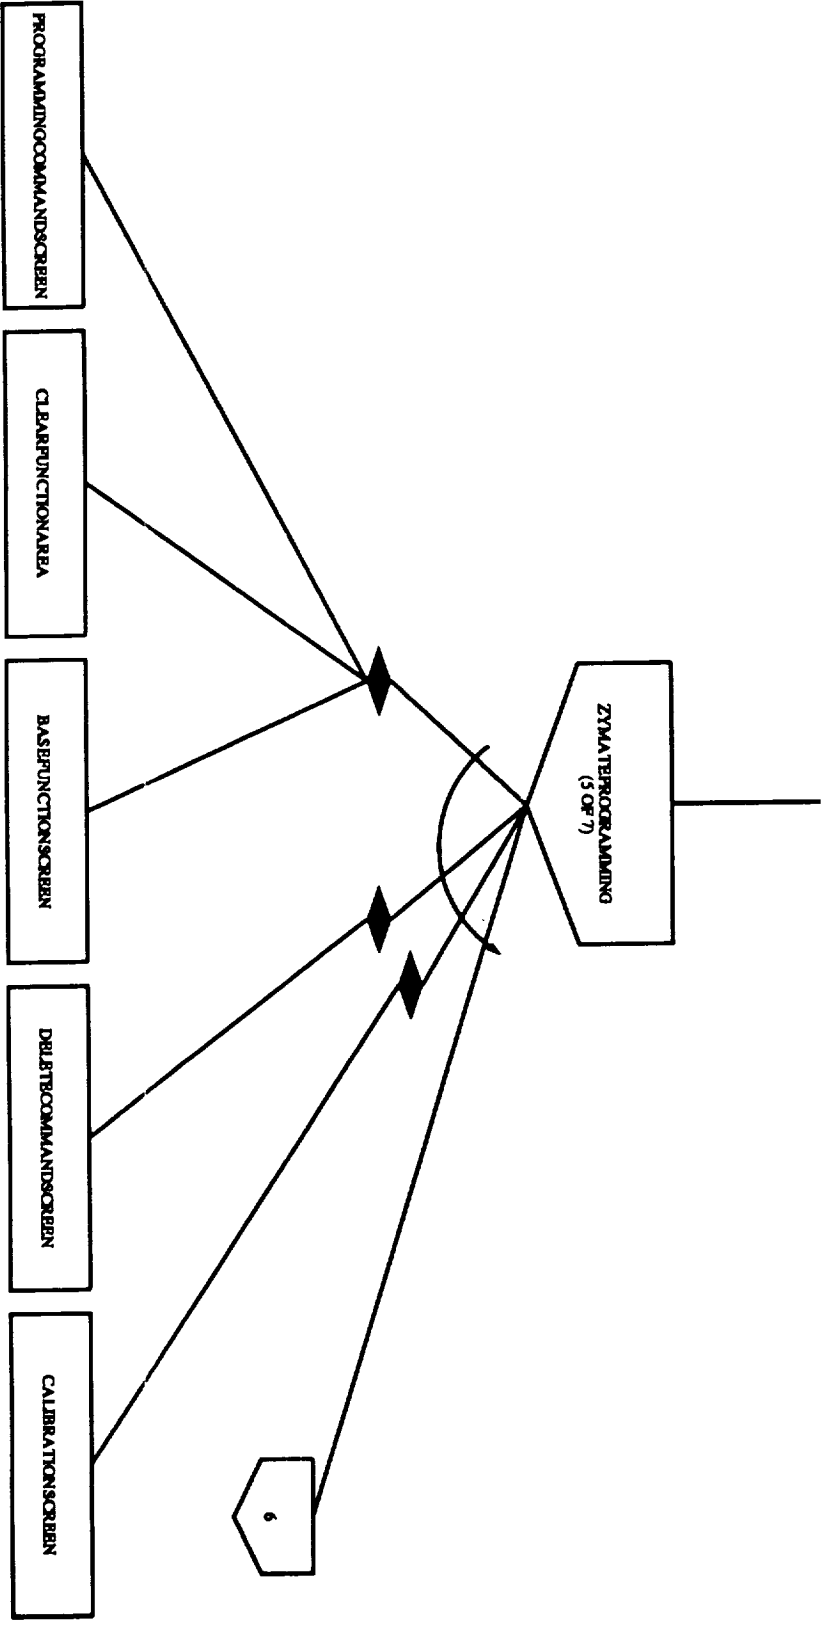 ZYMATEPROGRAMMING
(5 OF 7)
6
PROGRAMMINGCOMMANDSCREEN
CLEARFUNCTIONAREA
BASEFUNCTIONSCREEN
DELETECOMMANDSCREEN
CALIBRATIONSCREEN